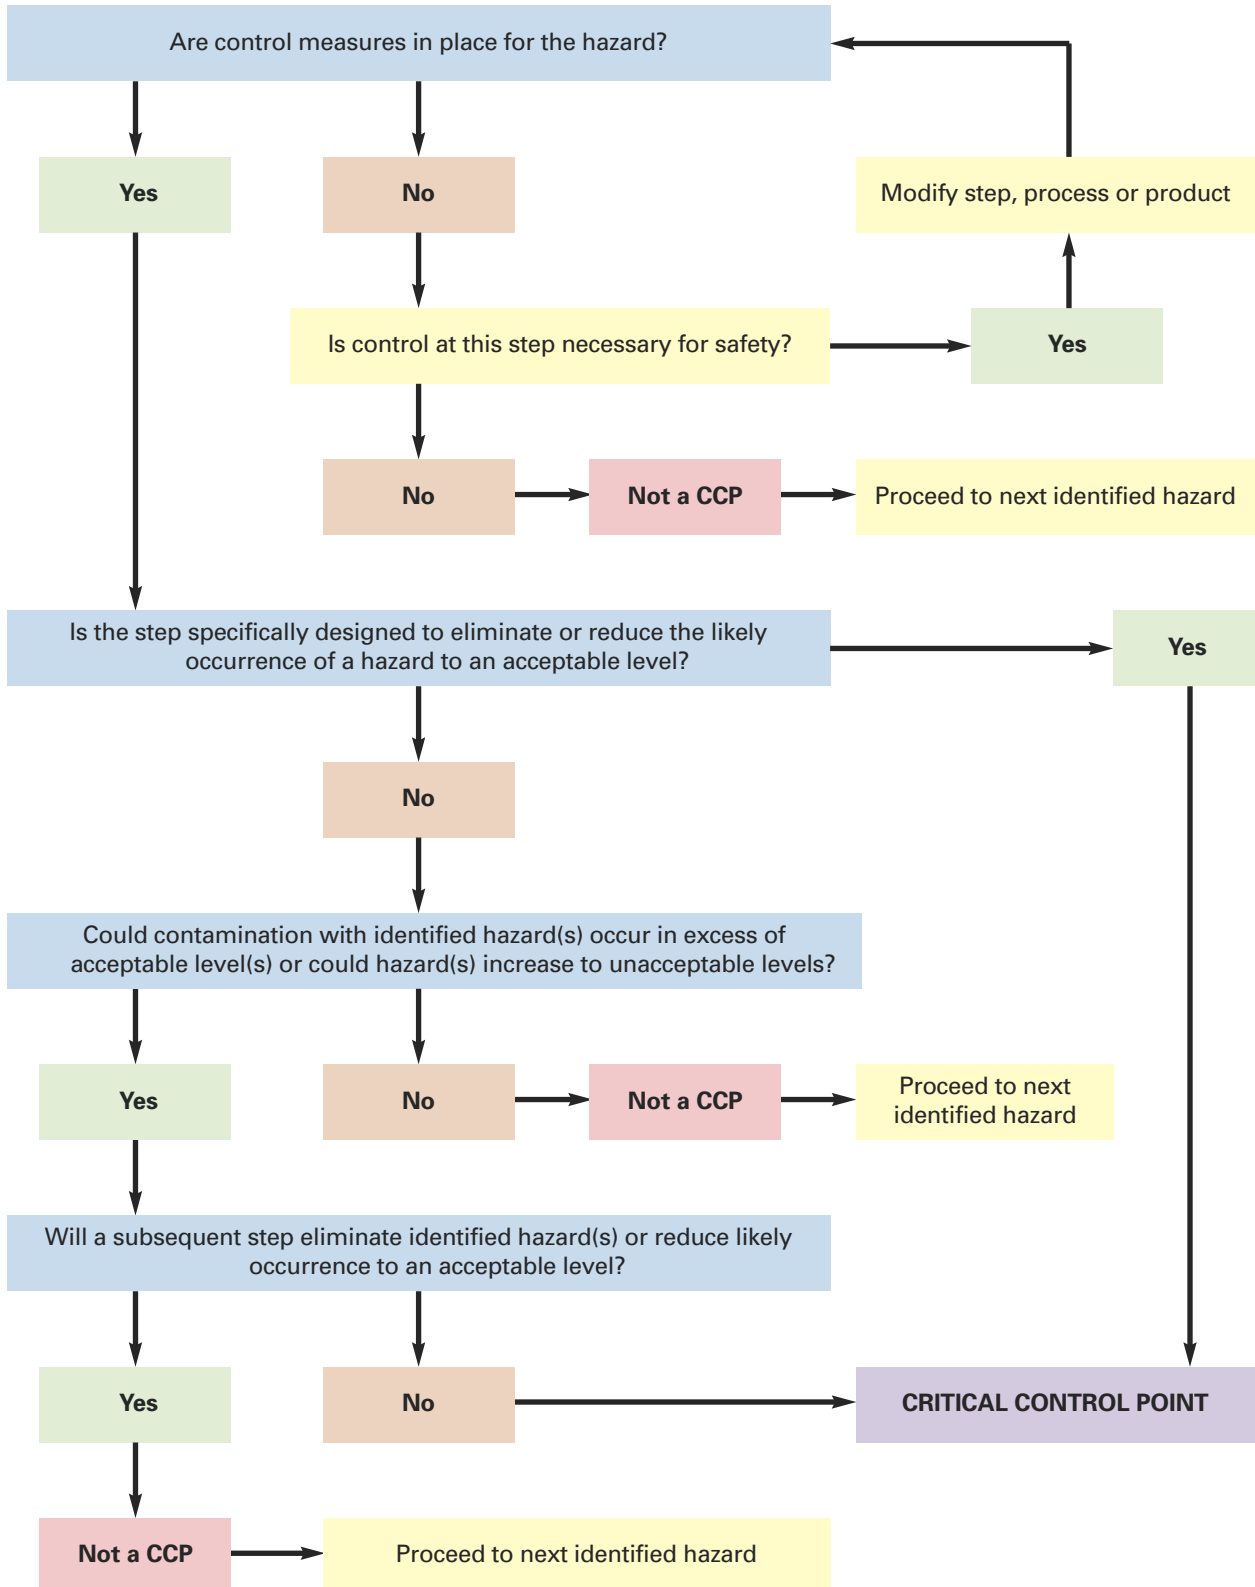 Are control measures in place for the hazard?
Yes
No
Modify step, process or product
Is control at this step necessary for safety?
Yes
No
Not a CCP
Proceed to next identified hazard
Is the step specifically designed to eliminate or reduce the likely
occurrence of a hazard to an acceptable level?
Yes
No
Could contamination with identified hazard(s) occur in excess of
acceptable level(s) or could hazard(s) increase to unacceptable levels?
Yes
No
Not a CCP
Proceed to next
identified hazard
Will a subsequent step eliminate identified hazard(s) or reduce likely
occurrence to an acceptable level?
Yes
No
CRITICAL CONTROL POINT
Not a CCP
Proceed to next identified hazard